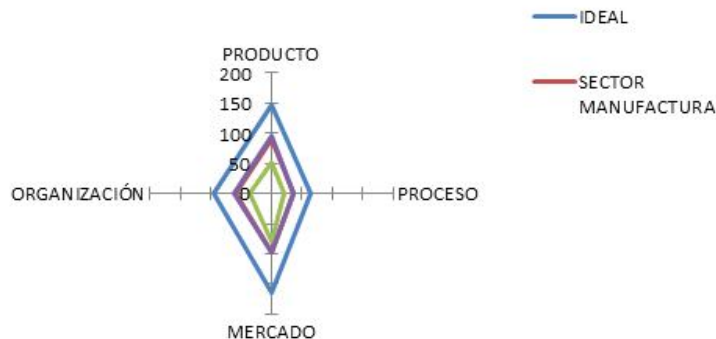 IDEAL
PRODUCTO
200
150
100
50
0
SECTOR
MANUFACTURA
ORGANIZACIÓN
PROCESO
MERCADO